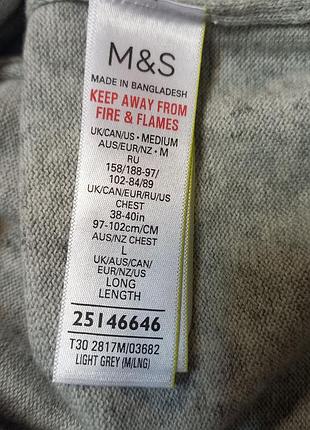 M&S
MADE IN BANGLADESH
KEEP AWAY FROM
FIRE & FLAMES
UK/CAN/US • MEDIUM
AUS/EUR/NZ • M
RU
158/188-97/
102-84/89
UK/CAN/EUR/RU/US
CHEST
38-40in
97-102cm/CM
AUS/NZ CHEST
L
UK/AUS/CAN/
EUR/NZ/US
LONG
LENGTH
25146646
T30 2817M/03682
LIGHT GREY (M/LNG)